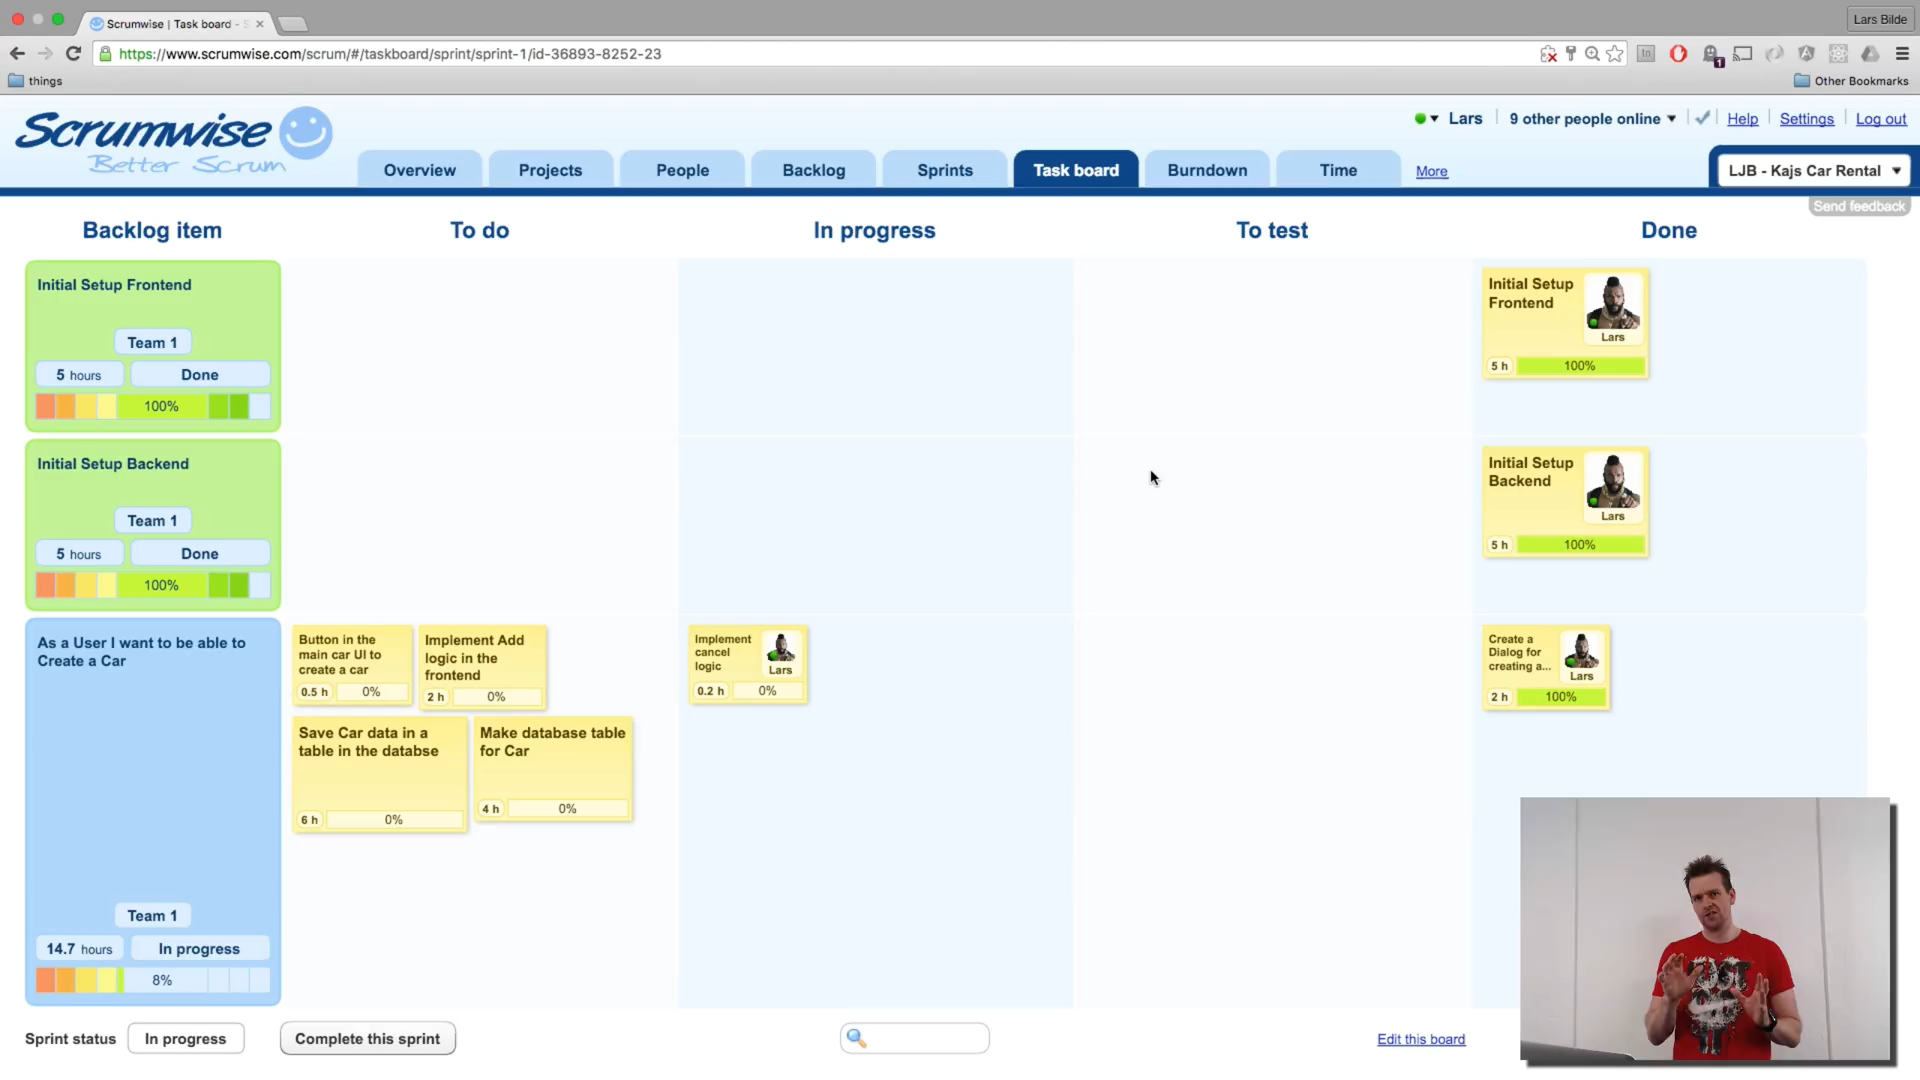 Scrumwise | Task board - S
Lars Bilde
https://www.scrumwise.com/scrum/#/taskboard/sprint/sprint-1/id-36893-8252-23
1
things
Other Bookmarks
Scrumwise
Better Scrum
Lars
9 other people online
Help
Settings
Log out
Overview
Projects
People
Backlog
Sprints
Task board
Burndown
Time
More
LJB - Kajs Car Rental
Send feedback
Backlog item
To do
In progress
To test
Done
Initial Setup Frontend
Team 1
5 hours
Done
100%
Initial Setup
Frontend
Lars
5 h
100%
Initial Setup Backend
Team 1
5 hours
Done
100%
Initial Setup
Backend
Lars
5 h
100%
As a User I want to be able to
Create a Car
Team 1
14.7 hours
In progress
8%
Button in the
main car UI to
create a car
0.5 h
0%
Implement Add
logic in the
frontend
2 h
0%
Save Car data in a
table in the databse
6 h
0%
Make database table
for Car
4 h
0%
Implement
cancel
logic
Lars
0.2 h
0%
Create a
Dialog for
creating a...
Lars
2 h
100%
Sprint status
In progress
Complete this sprint
Edit this board